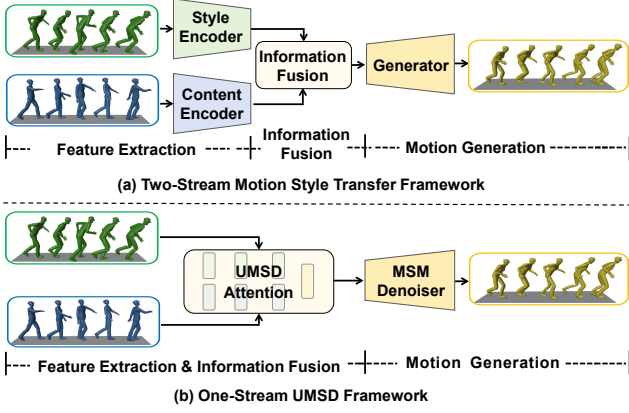 Style
Encoder
Content
Encoder
Information
Fusion
Generator
Feature Extraction
Information
Fusion
Motion Generation
(a) Two-Stream Motion Style Transfer Framework
UMSD
Attention
MSM
Denoiser
Feature Extraction & Information Fusion
Motion Generation
(b) One-Stream UMSD Framework